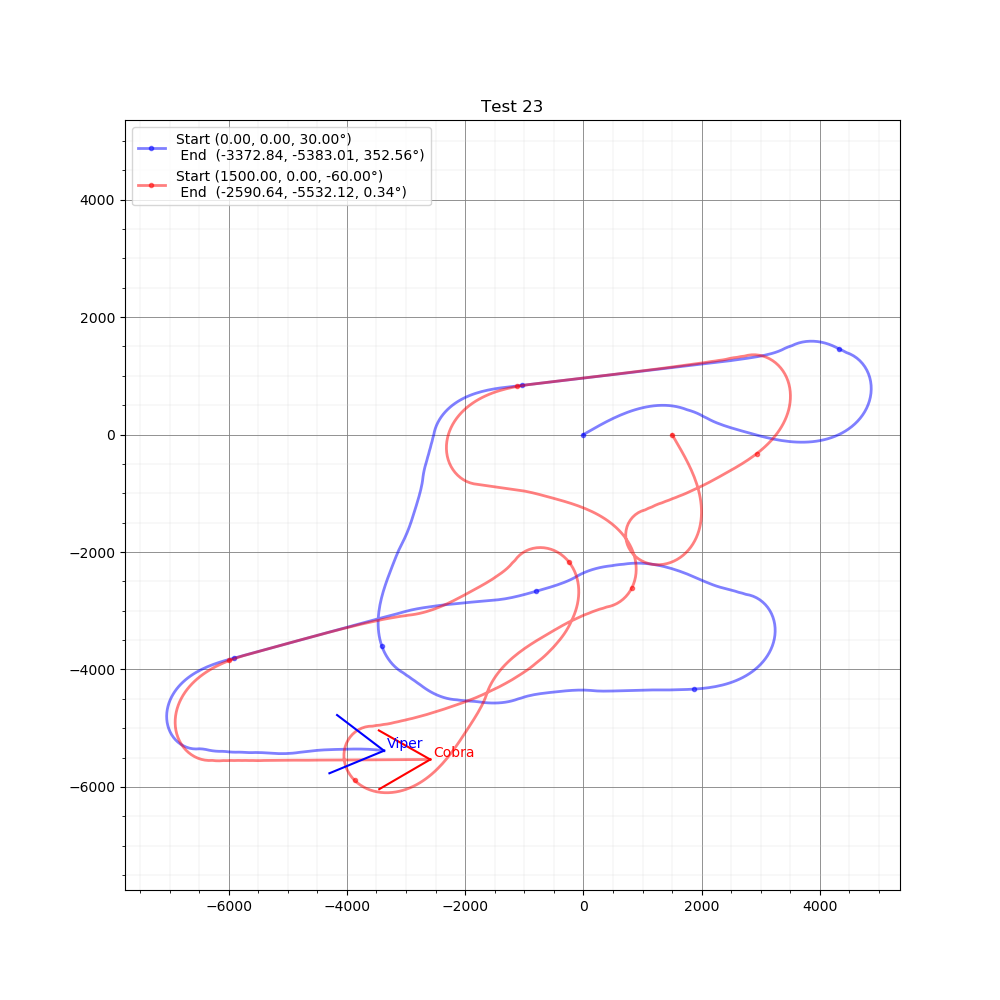 Test 23
Start (0.00, 0.00, 30.00°)
End (-3372.84, -5383.01, 352.56°)
Start (1500.00, 0.00, -60.00°)
End (-2590.64, -5532.12, 0.34°)
4000
2000
0
−2000
−4000
−6000
Viper
Cobra
−6000 −4000 −2000 0 2000 4000